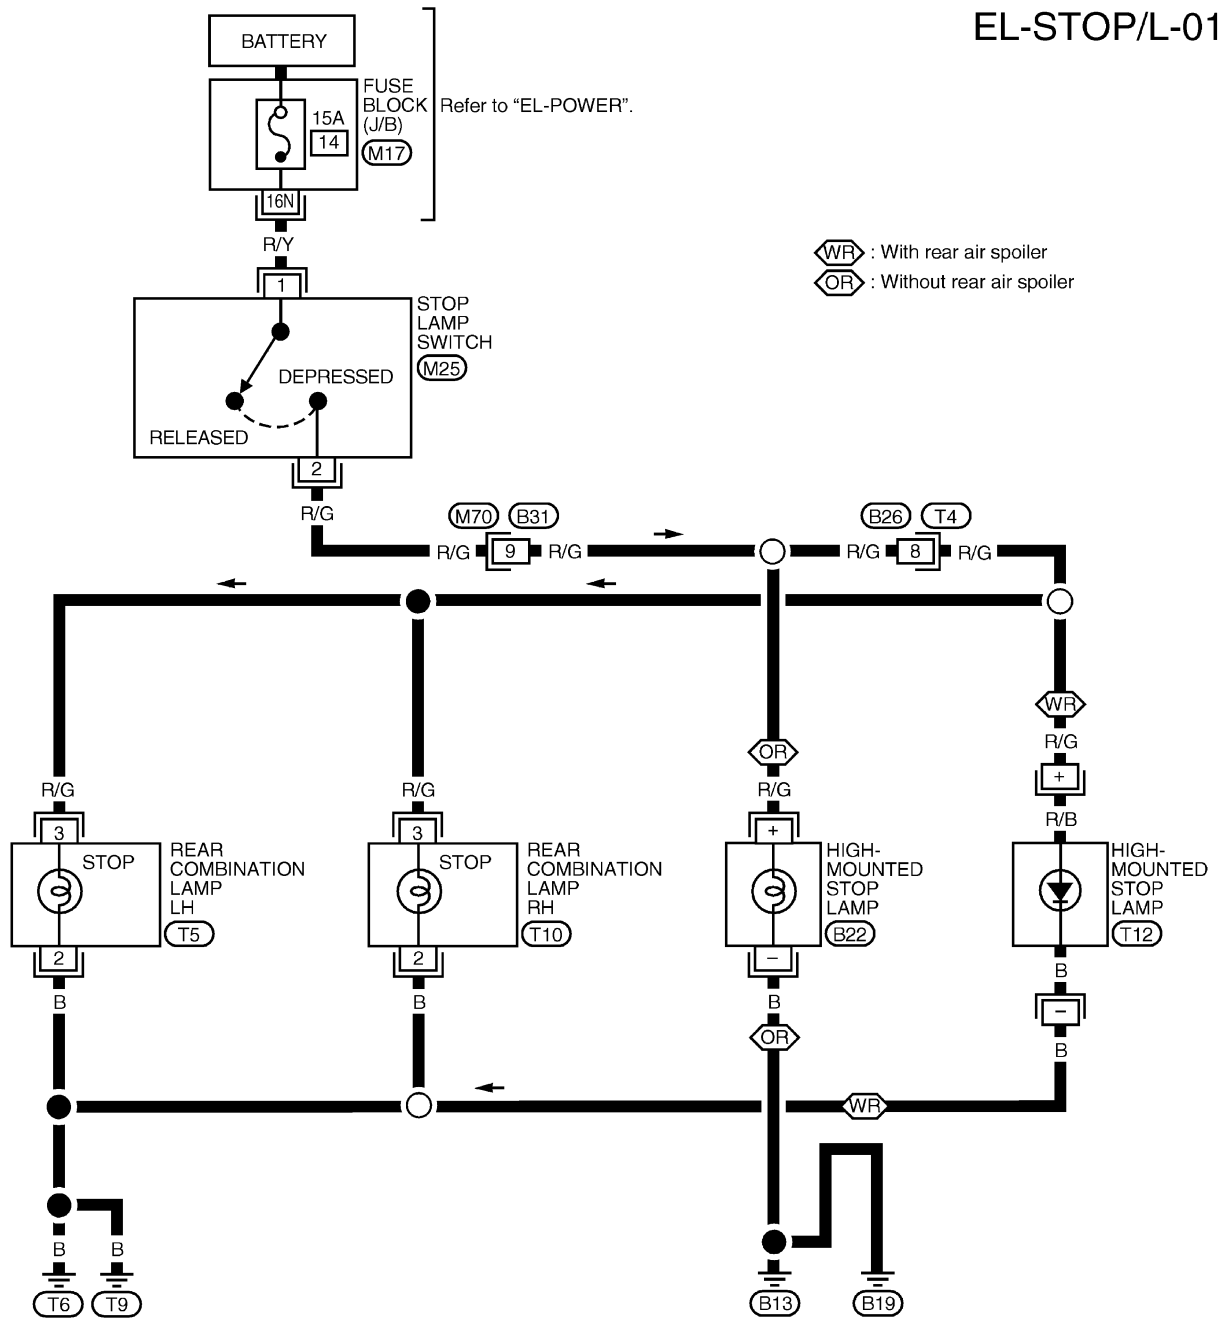 EL-STOP/L-01
BATTERY
FUSE
BLOCK
(J/B)
Refer to “EL-POWER”.
15A
14
M17
16N
R/Y
WR : With rear air spoiler
OR : Without rear air spoiler
1
STOP
LAMP
SWITCH
M25
DEPRESSED
RELEASED
2
R/G
M70 B31
B26 T4
R/G 9 R/G
R/G 8 R/G
WR
R/G
OR
+
R/G R/G R/G
R/B
3 3 +
STOP
REAR
COMBINATION
LAMP
LH
T5
STOP
REAR
COMBINATION
LAMP
RH
T10
HIGH-
MOUNTED
STOP
LAMP
B22
HIGH-
MOUNTED
STOP
LAMP
T12
2 2 –
B
B B B
–
OR
B
WR
B B
T6 T9 B13 B19